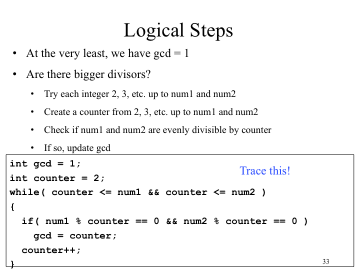 Logical Steps
• At the very least, we have gcd = 1
• Are there bigger divisors?
• Try each integer 2, 3, etc. up to num1 and num2
• Create a counter from 2, 3, etc. up to num1 and num2
• Check if num1 and num2 are evenly divisible by counter
• If so, update gcd
int gcd = 1;
Trace this!
int counter = 2;
while( counter <= num1 && counter <= num2 )
{
if( num1 % counter == 0 && num2 % counter == 0 )
gcd = counter;
counter++;
}
33